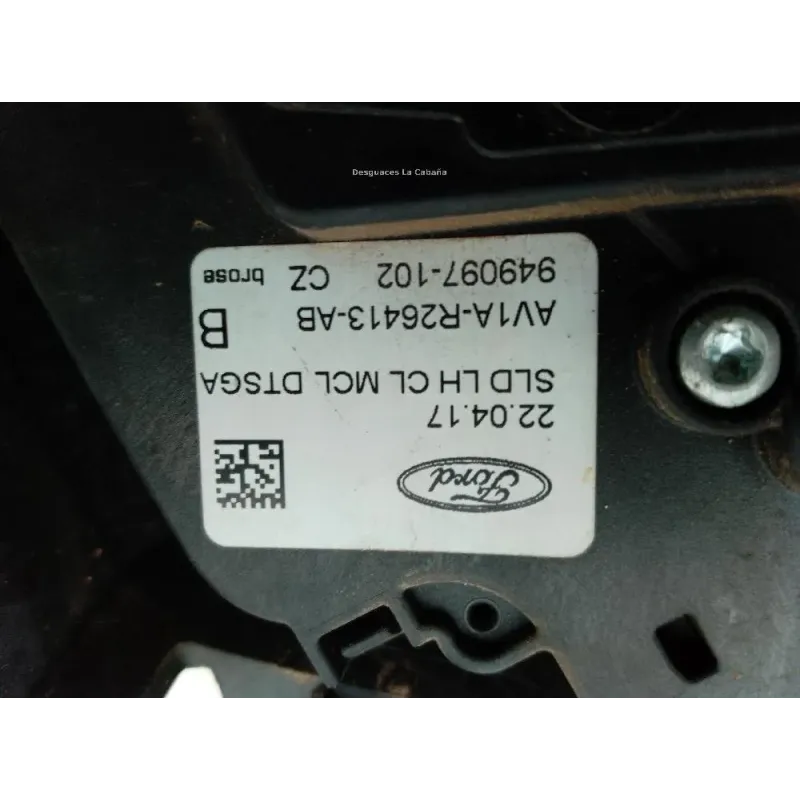 Desguaces La Cabaña
Ford
22.04.17
SLD LH CL MCL DTSGA
AV1A-R26413-AB B
949097-102 CZ brose